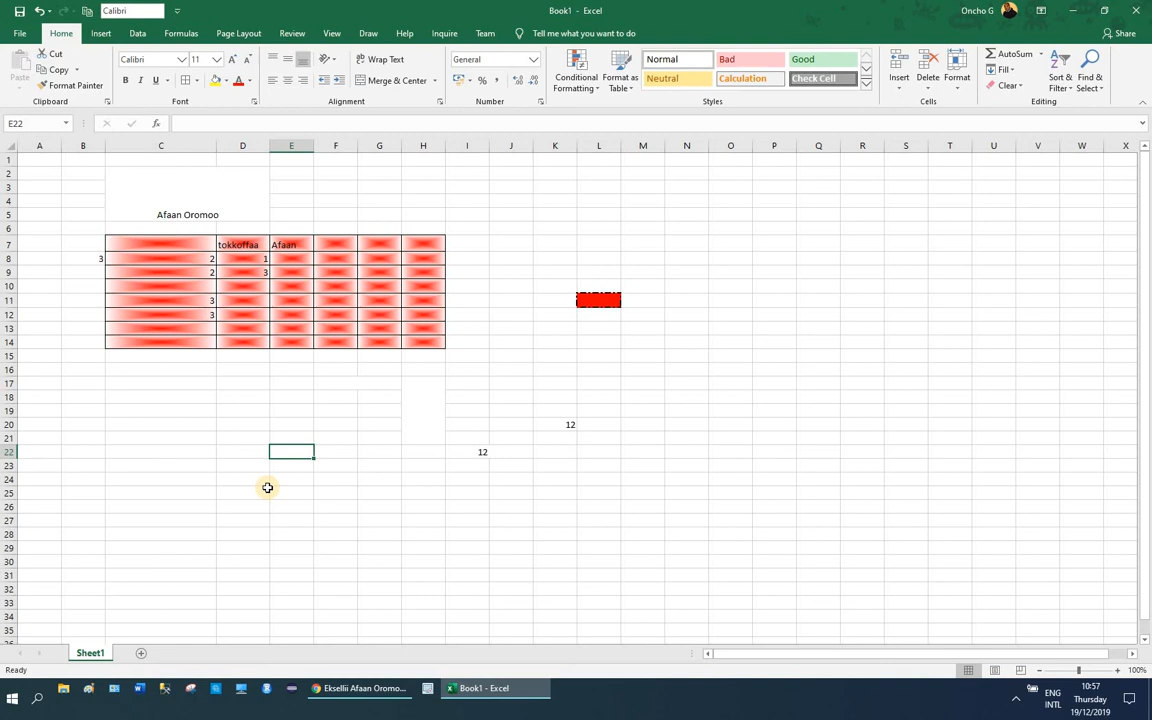 Calibri
Book1 - Excel
Oncho G
File Home Insert Data Formulas Page Layout Review View Draw Inquire Team Tell me what you want to do Share
Paste
Cut
Copy
Format Painter
Clipboard
Calibri 11
B I U
Font
Wrap Text
Merge & Center
Alignment
General
Number
Conditional Formatting
Format as Table
Normal Bad Good
Neutral Calculation Check Cell
Styles
Insert Delete Format
Cells
AutoSum
Fill
Clear
Sort & Filter
Find & Select
Editing
E22 fx
A B C D E F G H I J K L M N O P Q R S T U V W X
1
2
3
4
5 Afaan Oromoo
6
7 tokkoffaa Afaan
8 3 2 1
9 2 3
10
11 3
12 3
13
14
15
16
17
18
19
20 12
21
22 12
23
24
25
26
27
28
29
30
31
32
33
34
35
Sheet1
Ready 100%
Eksellii Afaan Oromo...
Book1 - Excel
ENG
INTL
10:57
Thursday
19/12/2019